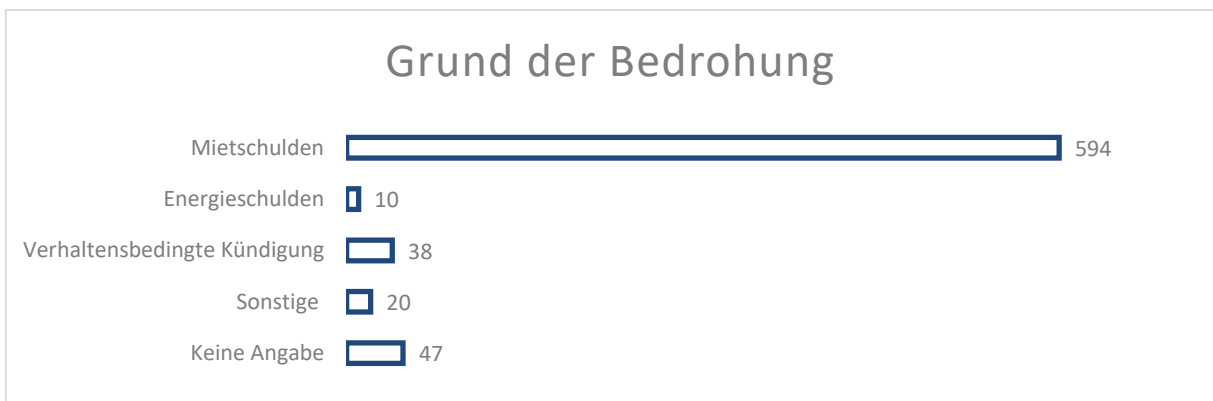 Grund der Bedrohung
Mietschulden 594
Energieschulden 10
Verhaltensbedingte Kündigung 38
Sonstige 20
Keine Angabe 47